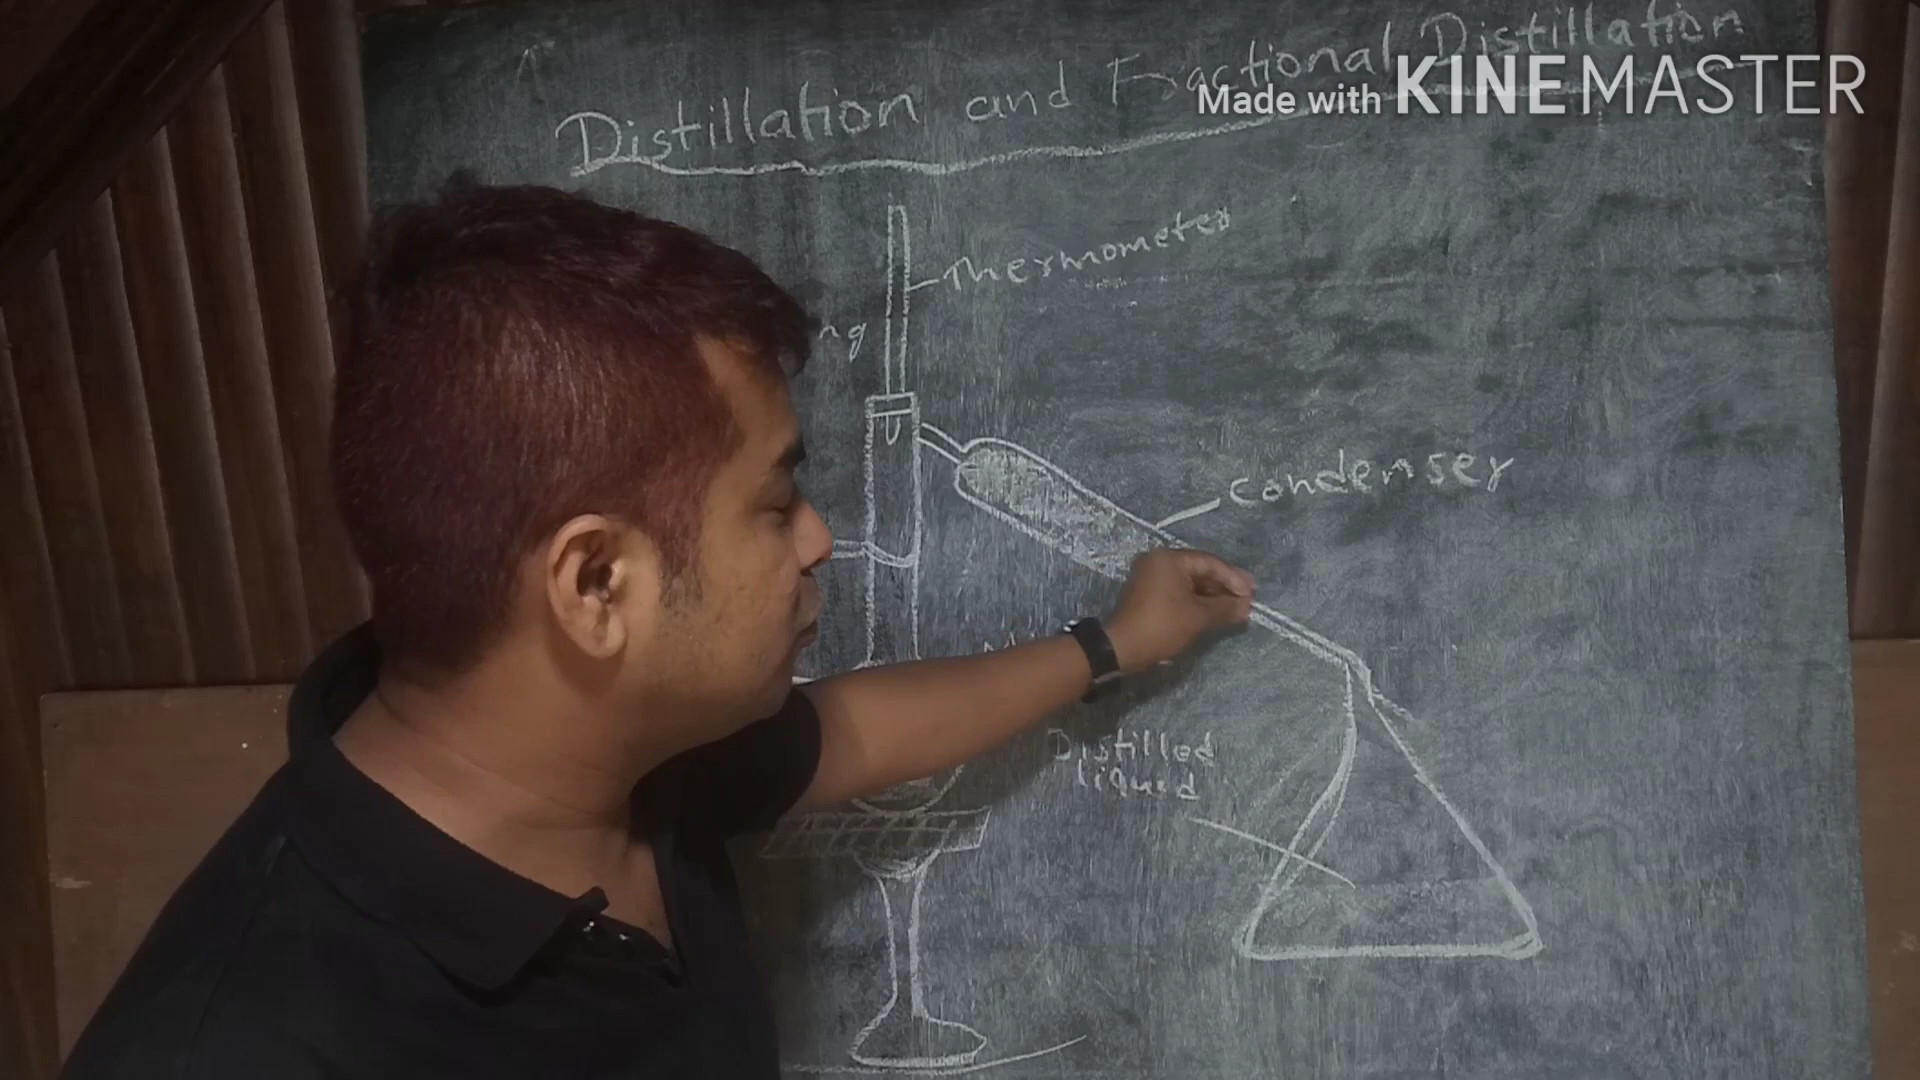 Distillation and Fractional Distillation
Made with KINEMASTER
Thermometer
ng
Condenser
M
Distilled
liquid